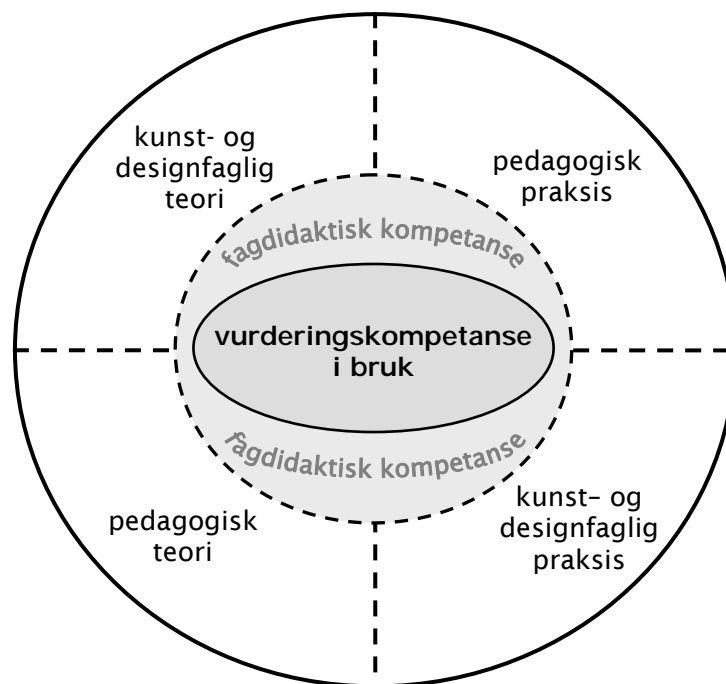 kunst- og
designfaglig
teori
pedagogisk
praksis
fagdidaktisk kompetanse
vurderingskompetanse
i bruk
fagdidaktisk kompetanse
pedagogisk
teori
kunst– og
designfaglig
praksis